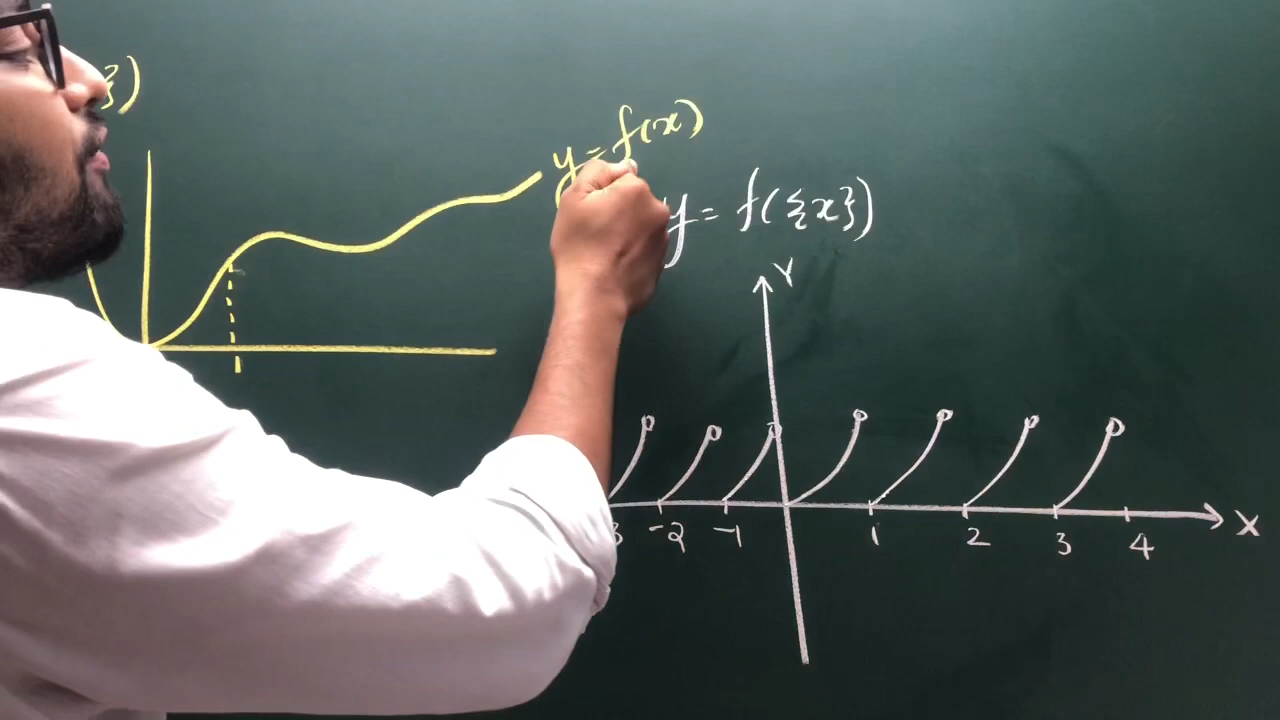 })
y = f(x)
y = f({x})
Y
-2 -1 1 2 3 4 X